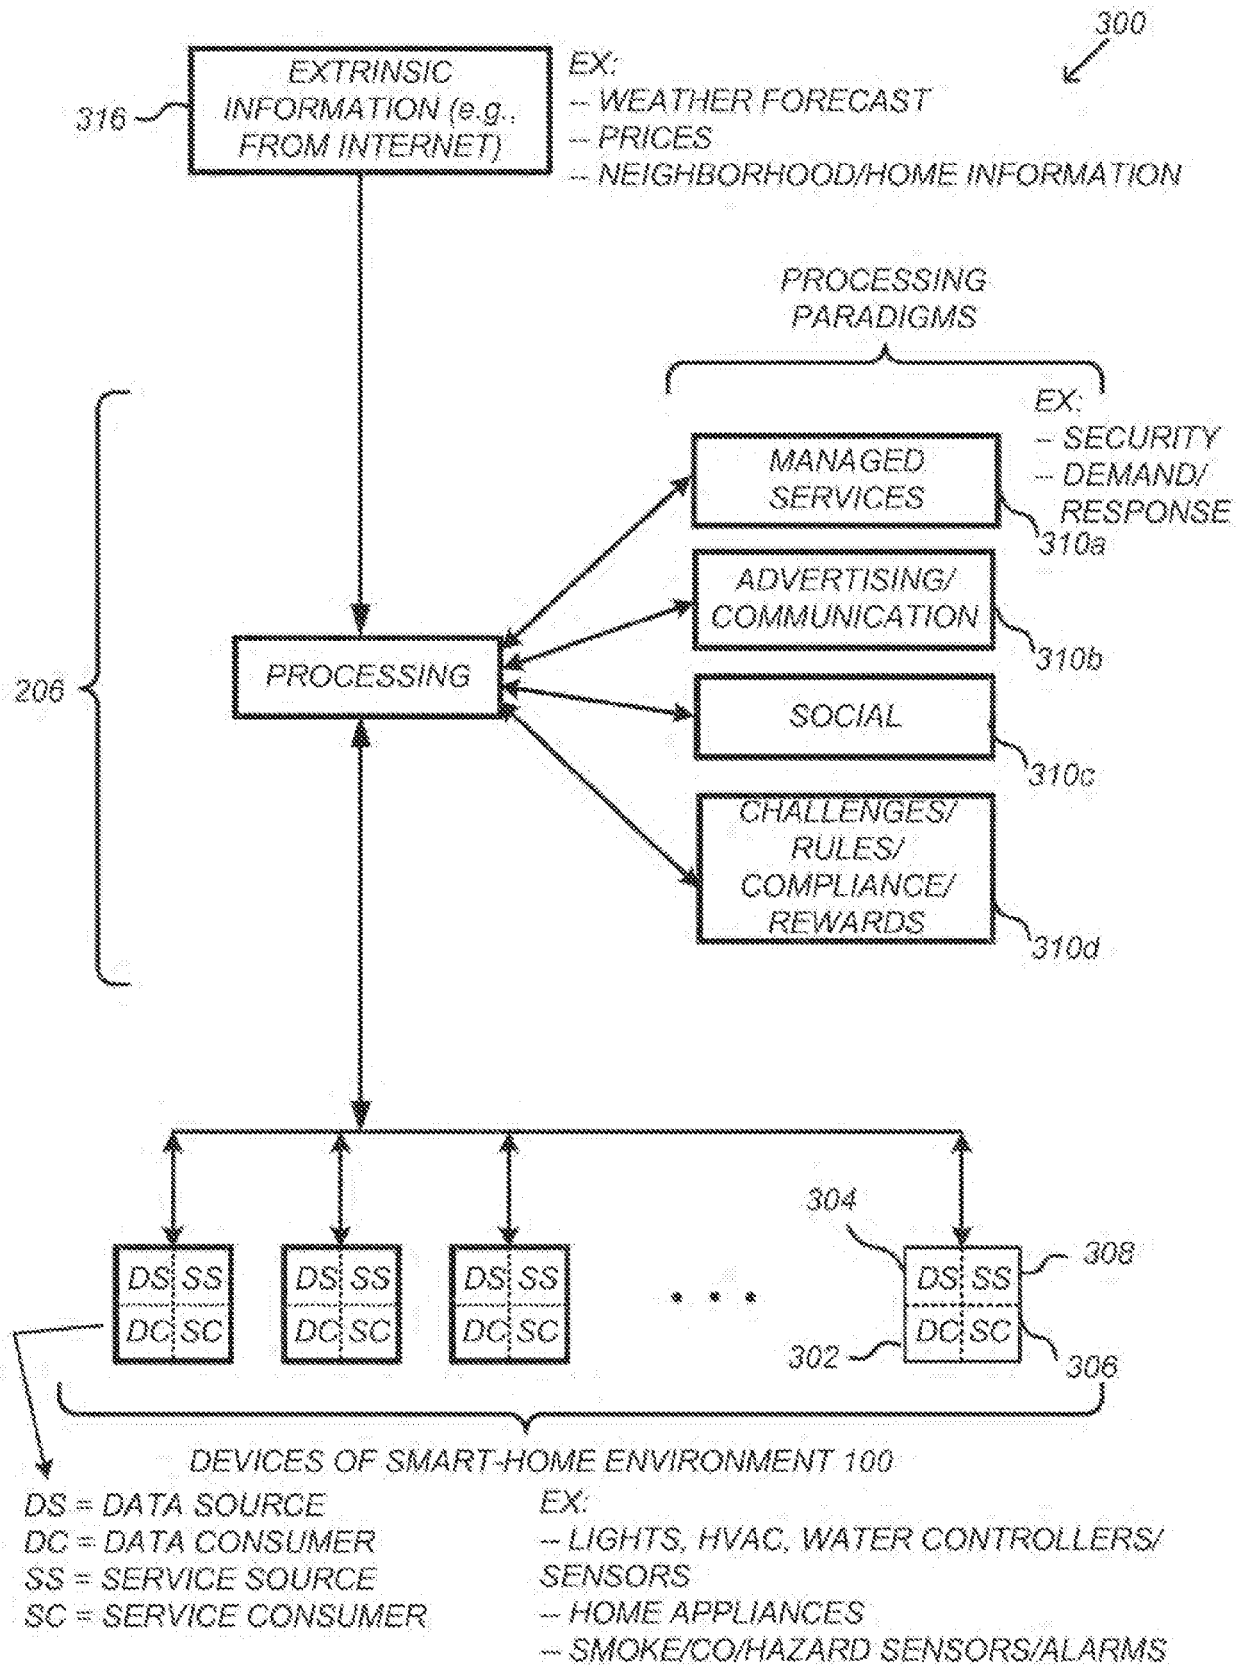 300
EXTRINSIC
INFORMATION (e.g.,
FROM INTERNET)
316
EX:
-- WEATHER FORECAST
-- PRICES
-- NEIGHBORHOOD/HOME INFORMATION
PROCESSING
PARADIGMS
EX:
-- SECURITY
-- DEMAND/
RESPONSE
MANAGED
SERVICES
310a
ADVERTISING/
COMMUNICATION
310b
206
PROCESSING
SOCIAL
310c
CHALLENGES/
RULES/
COMPLIANCE/
REWARDS
310d
304
308
DS SS DS SS DS SS DS SS
DC SC DC SC DC SC DC SC
302
306
DEVICES OF SMART-HOME ENVIRONMENT 100
DS = DATA SOURCE
DC = DATA CONSUMER
SS = SERVICE SOURCE
SC = SERVICE CONSUMER
EX:
-- LIGHTS, HVAC, WATER CONTROLLERS/
SENSORS
-- HOME APPLIANCES
-- SMOKE/CO/HAZARD SENSORS/ALARMS